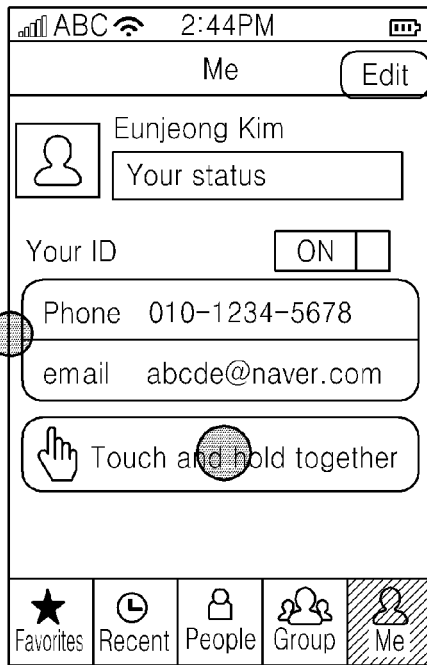 ABC 2:44PM
Me Edit
Eunjeong Kim
Your status
Your ID ON
Phone 010-1234-5678
email abcde@naver.com
Touch and hold together
Favorites Recent People Group Me